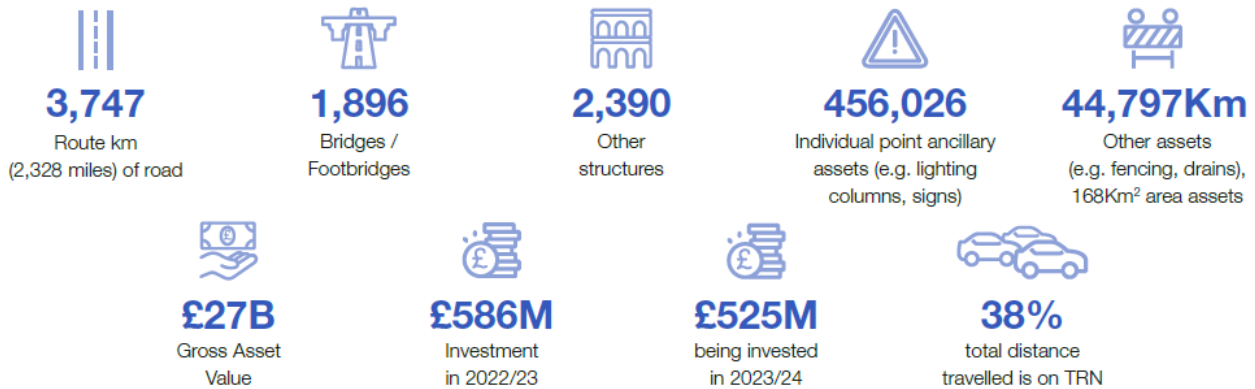 3,747
Route km
(2,328 miles) of road
1,896
Bridges /
Footbridges
2,390
Other
structures
456,026
Individual point ancillary
assets (e.g. lighting
columns, signs)
44,797Km
Other assets
(e.g. fencing, drains),
168Km² area assets
£
£27B
Gross Asset
Value
£
£586M
Investment
in 2022/23
£
£525M
being invested
in 2023/24
38%
total distance
travelled is on TRN